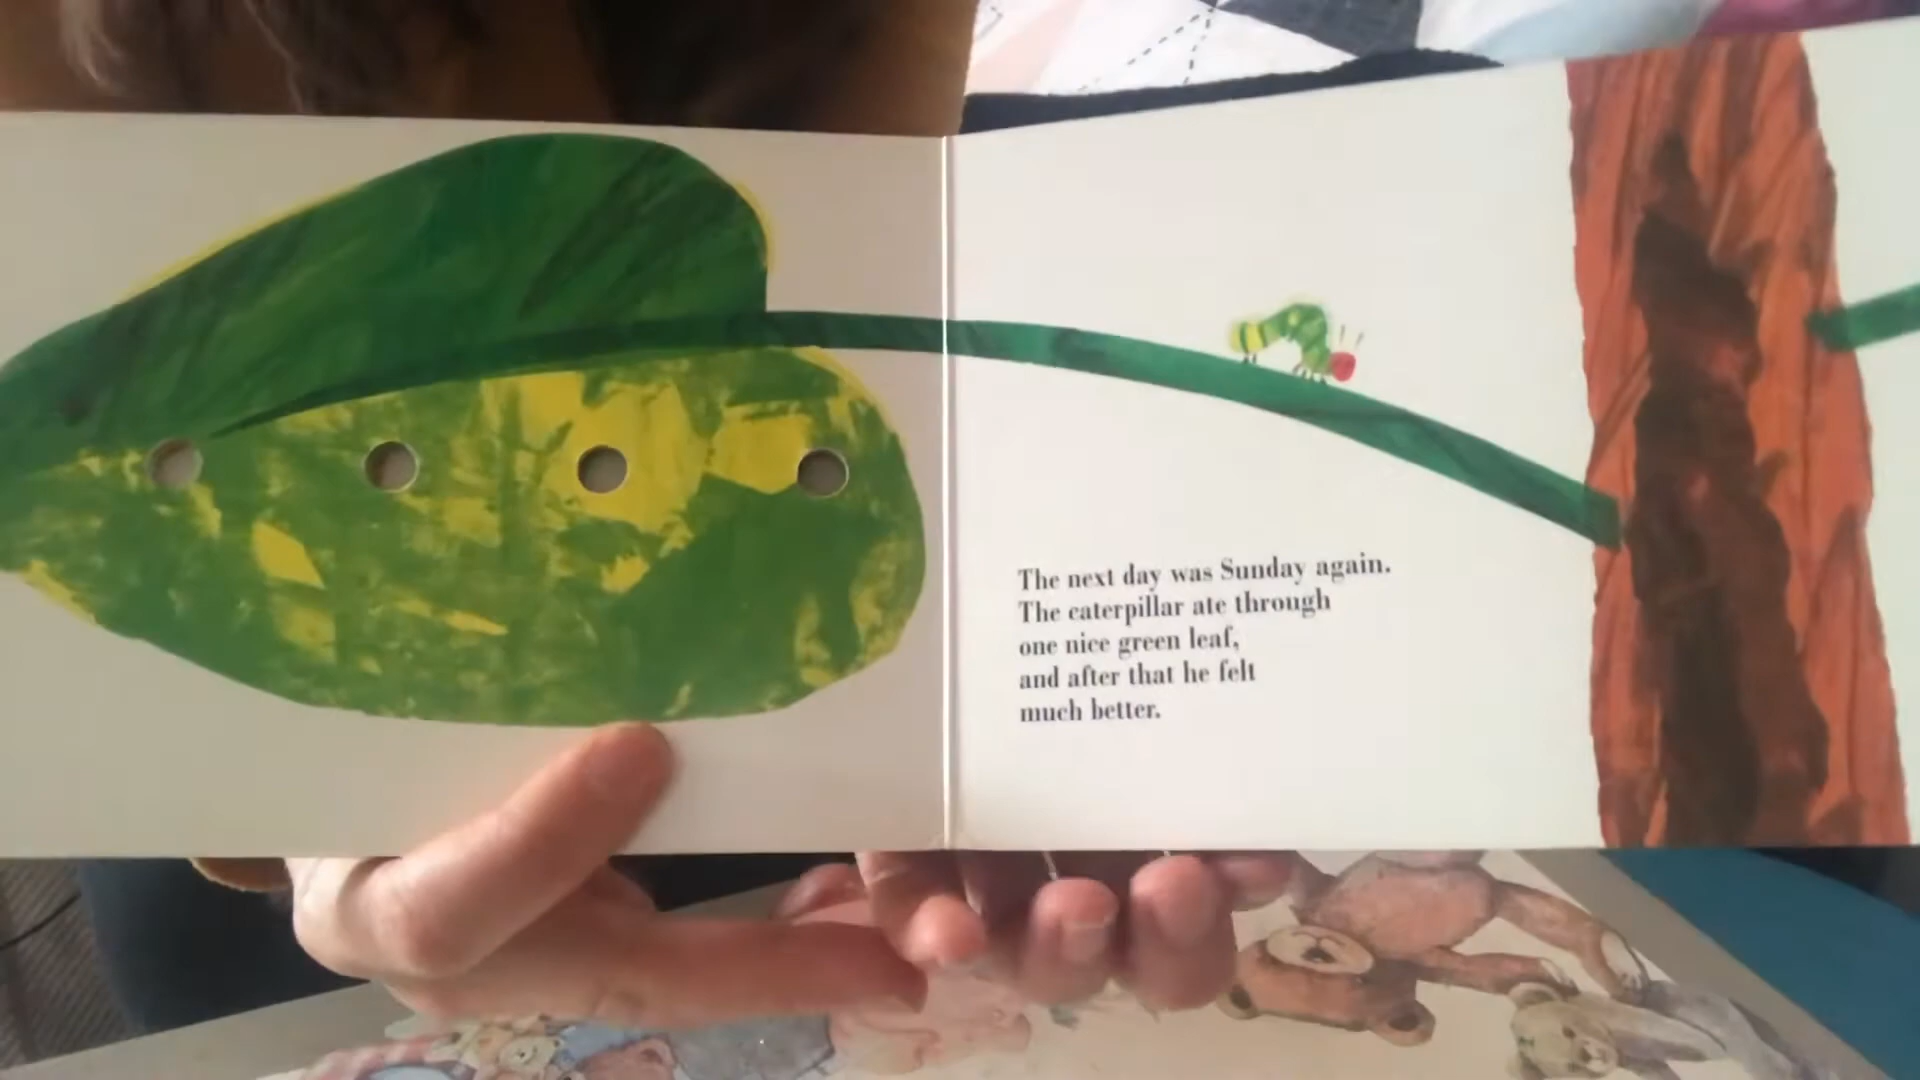 The next day was Sunday again.
The caterpillar ate through
one nice green leaf,
and after that he felt
much better.